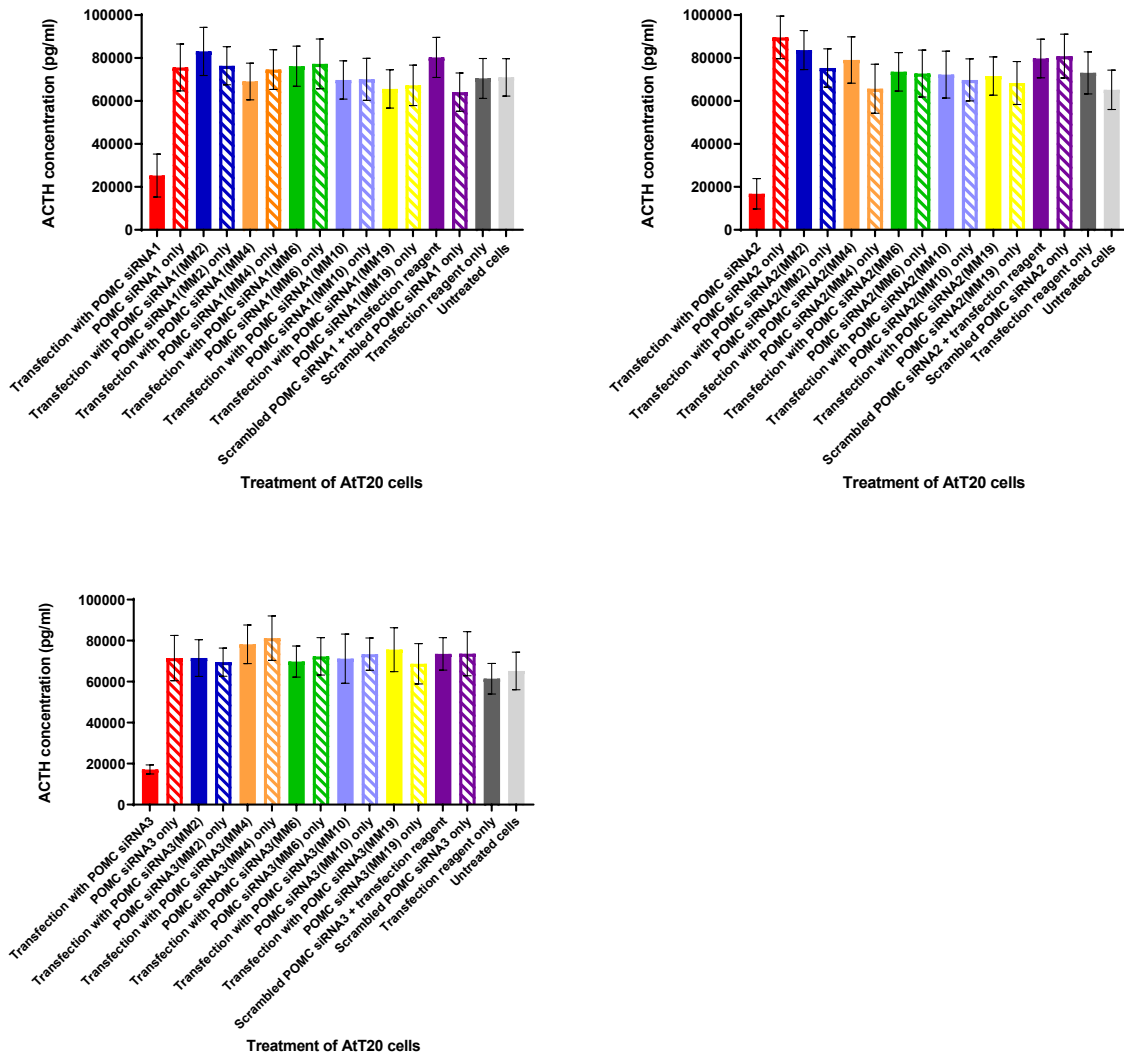 ACTH concentration (pg/ml)
100000
80000
60000
40000
20000
0
Transfection with POMC siRNA1
POMC siRNA1 only
Transfection with POMC siRNA1(MM2)
POMC siRNA1(MM2) only
Transfection with POMC siRNA1(MM4)
POMC siRNA1(MM4) only
Transfection with POMC siRNA1(MM6)
POMC siRNA1(MM6) only
Transfection with POMC siRNA1(MM10)
POMC siRNA1(MM10) only
Transfection with POMC siRNA1(MM19)
POMC siRNA1(MM19) only
Scrambled POMC siRNA1 + transfection reagent
Scrambled POMC siRNA1 only
Transfection reagent only
Untreated cells
Treatment of AtT20 cells
ACTH concentration (pg/ml)
100000
80000
60000
40000
20000
0
Transfection with POMC siRNA2
POMC siRNA2 only
Transfection with POMC siRNA2(MM2)
POMC siRNA2(MM2) only
Transfection with POMC siRNA2(MM4)
POMC siRNA2(MM4) only
Transfection with POMC siRNA2(MM6)
POMC siRNA2(MM6) only
Transfection with POMC siRNA2(MM10)
POMC siRNA2(MM10) only
Transfection with POMC siRNA2(MM19)
POMC siRNA2(MM19) only
Scrambled POMC siRNA2 + transfection reagent
Scrambled POMC siRNA2 only
Transfection reagent only
Untreated cells
Treatment of AtT20 cells
ACTH concentration (pg/ml)
100000
80000
60000
40000
20000
0
Transfection with POMC siRNA3
POMC siRNA3 only
Transfection with POMC siRNA3(MM2)
POMC siRNA3(MM2) only
Transfection with POMC siRNA3(MM4)
POMC siRNA3(MM4) only
Transfection with POMC siRNA3(MM6)
POMC siRNA3(MM6) only
Transfection with POMC siRNA3(MM10)
POMC siRNA3(MM10) only
Transfection with POMC siRNA3(MM19)
POMC siRNA3(MM19) only
Scrambled POMC siRNA3 + transfection reagent
Scrambled POMC siRNA3 only
Transfection reagent only
Untreated cells
Treatment of AtT20 cells